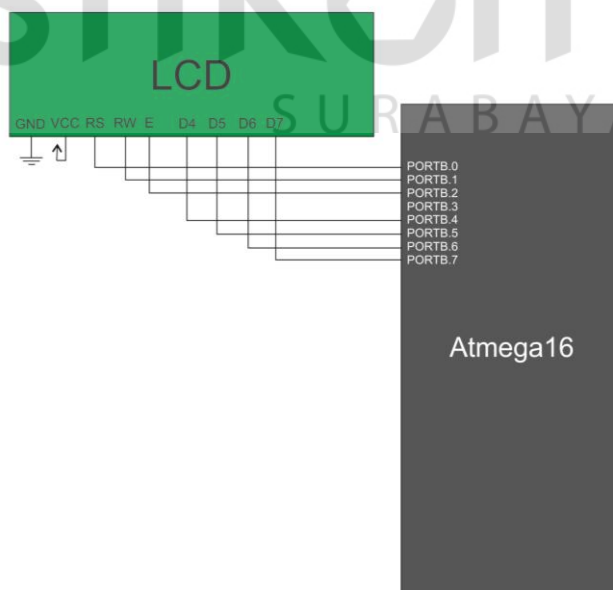 LCD
SURABAYA
GND VCC RS RW E D4 D5 D6 D7
PORTB.0
PORTB.1
PORTB.2
PORTB.3
PORTB.4
PORTB.5
PORTB.6
PORTB.7
Atmega16